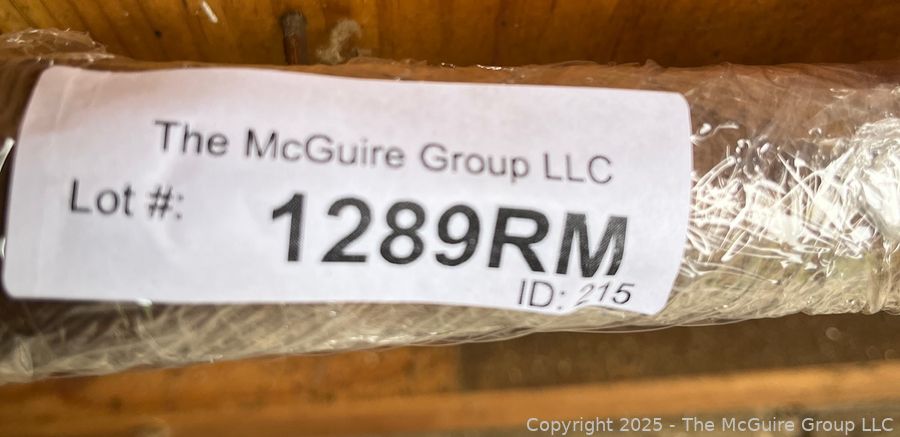 The McGuire Group LLC
Lot #: 1289RM
ID: 215
Copyright 2025 - The McGuire Group LLC